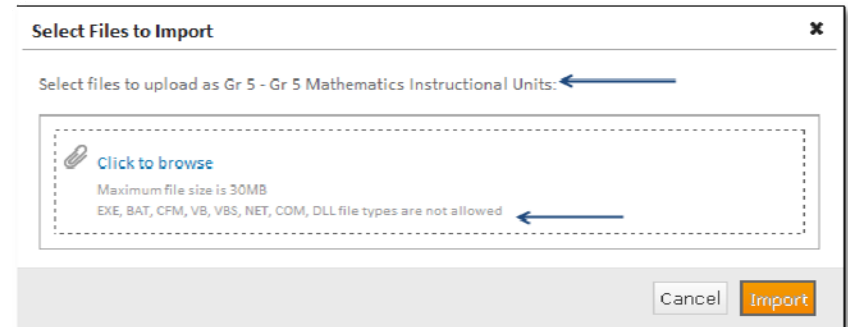 Select Files to Import
Select files to upload as Gr 5 - Gr 5 Mathematics Instructional Units:
Click to browse
Maximum file size is 30MB
EXE, BAT, CFM, VB, VBS, NET, COM, DLL file types are not allowed
Cancel Import